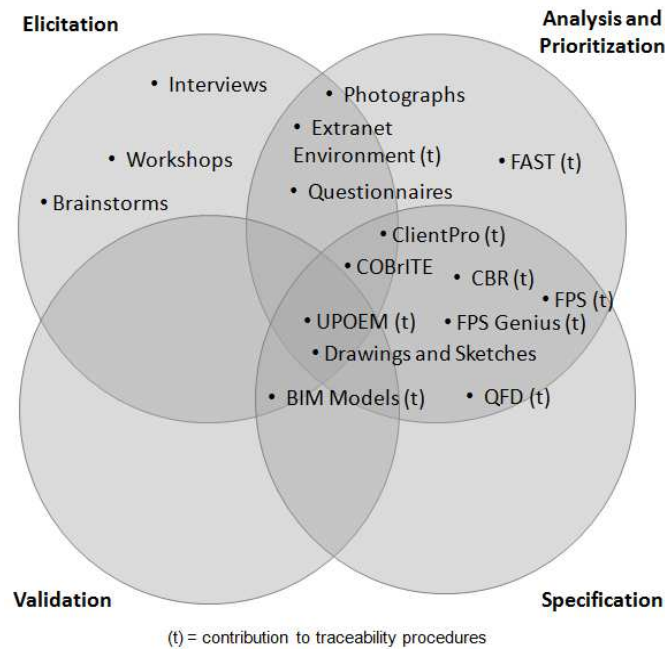 Elicitation
Analysis and
Prioritization
• Interviews
• Photographs
• Extranet
Environment (t)
• Workshops
• FAST (t)
• Questionnaires
• Brainstorms
• ClientPro (t)
• COBrITE
• CBR (t)
• FPS (t)
• UPOEM (t)
• FPS Genius (t)
• Drawings and Sketches
• BIM Models (t)
• QFD (t)
Validation
Specification
(t) = contribution to traceability procedures